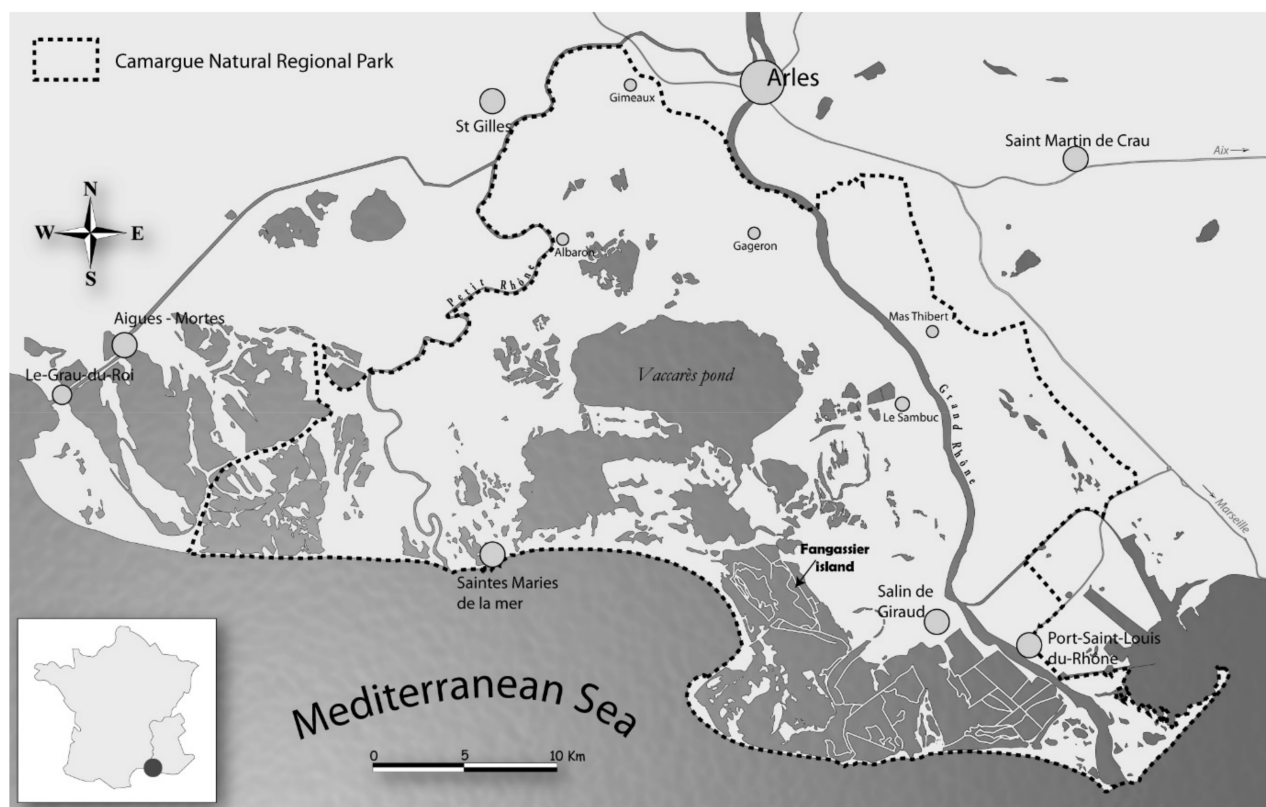 Camargue Natural Regional Park
Arles
Gimeaux
St Gilles
Saint Martin de Crau
Aix
N
W E
S
Albaron
Gageron
Petit Rhône
Mas Thibert
Aigues - Mortes
Le-Grau-du-Roi
Vaccarès pond
Le Sambuc
Grand Rhône
Marseille
Fangassier
island
Saintes Maries
de la mer
Salin de
Giraud
Port-Saint-Louis
du-Rhône
Mediterranean Sea
0 5 10 Km